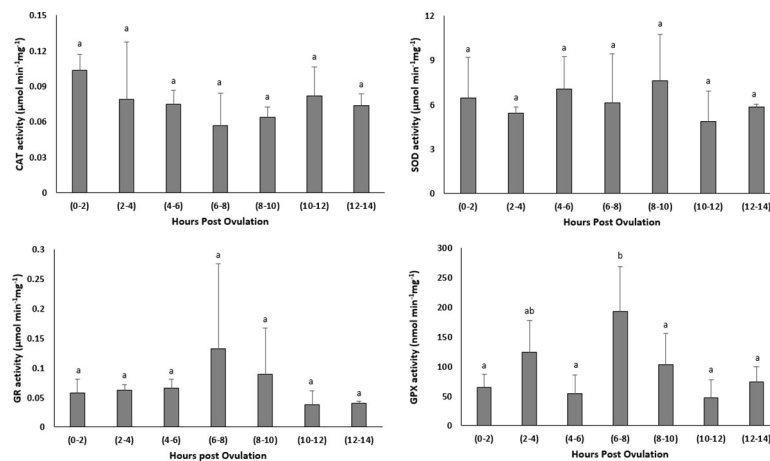 0.15
0.12
0.09
0.06
0.03
0
CAT activity (µmol min⁻¹mg⁻¹)
a a a a a a a
(0-2) (2-4) (4-6) (6-8) (8-10) (10-12) (12-14)
Hours Post Ovulation
12
9
6
3
0
SOD activity (µmol min⁻¹mg⁻¹)
a a a a a a a
(0-2) (2-4) (4-6) (6-8) (8-10) (10-12) (12-14)
Hours Post Ovulation
0.3
0.25
0.2
0.15
0.1
0.05
0
GR activity (µmol min⁻¹mg⁻¹)
a a a a a a a
(0-2) (2-4) (4-6) (6-8) (8-10) (10-12) (12-14)
Hours post Ovulation
350
300
250
200
150
100
50
0
GPX activity (nmol min⁻¹mg⁻¹)
a ab a b a a a
(0-2) (2-4) (4-6) (6-8) (8-10) (10-12) (12-14)
Hours Post Ovulation